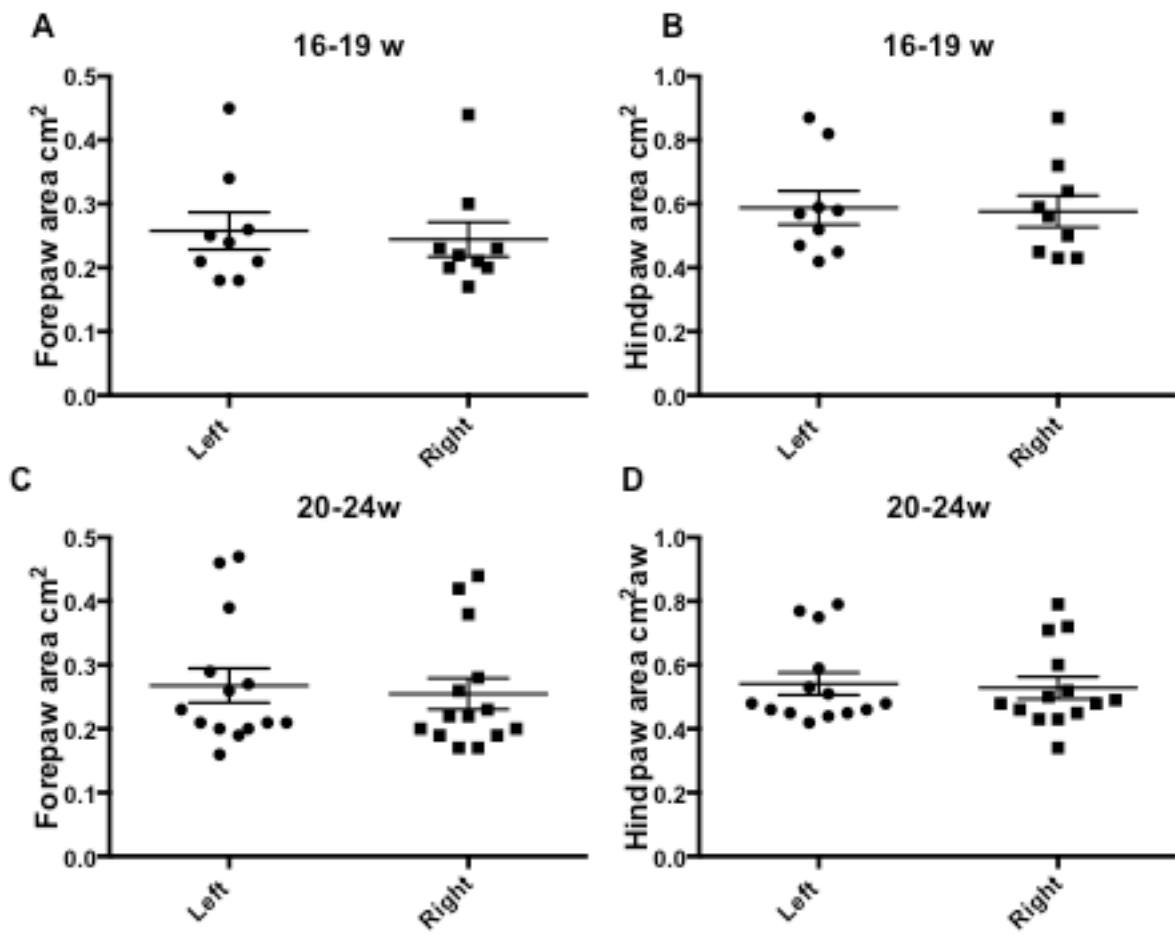 A
16-19 w
Forepaw area cm²
0.5
0.4
0.3
0.2
0.1
0.0
Left
Right
B
16-19 w
Hindpaw area cm²
1.0
0.8
0.6
0.4
0.2
0.0
Left
Right
C
20-24w
Forepaw area cm²
0.5
0.4
0.3
0.2
0.1
0.0
Left
Right
D
20-24w
Hindpaw area cm²aw
1.0
0.8
0.6
0.4
0.2
0.0
Left
Right